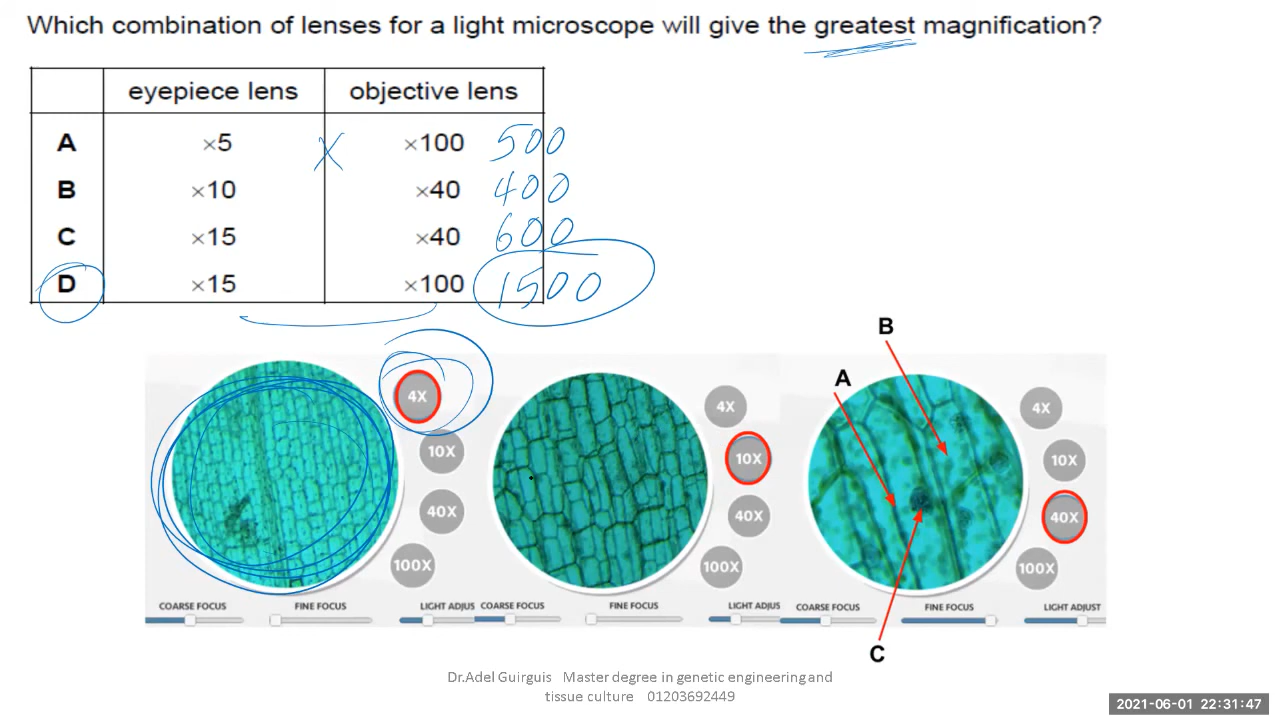 Which combination of lenses for a light microscope will give the greatest magnification?
eyepiece lens objective lens
A ×5 X ×100 500
B ×10 ×40 400
C ×15 ×40 600
D ×15 ×100 1500
B
A
4X 4X 4X
10X 10X 10X
40X 40X 40X
100X 100X 100X
COARSE FOCUS FINE FOCUS LIGHT ADJUS COARSE FOCUS FINE FOCUS LIGHT ADJUS COARSE FOCUS FINE FOCUS LIGHT ADJUST
C
Dr.Adel Guirguis Master degree in genetic engineering and
tissue culture 01203692449
2021-06-01 22:31:47